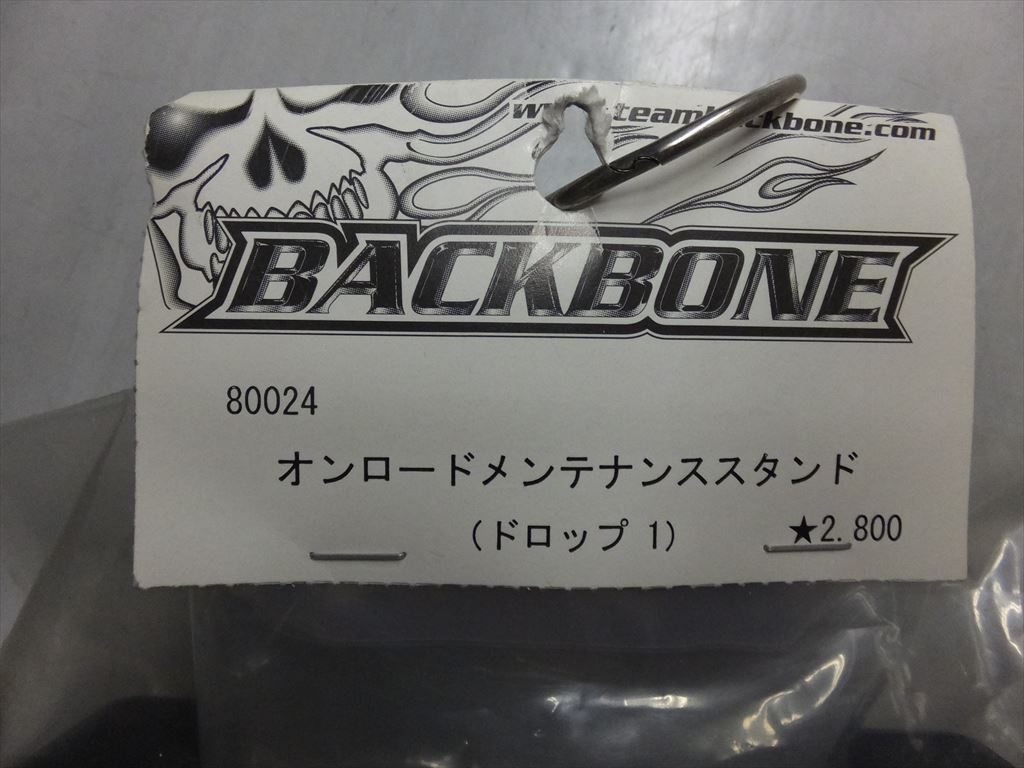 teambackbone.com
BACKBONE
80024
オンロードメンテナンススタンド
(ドロップ 1)
★2.800